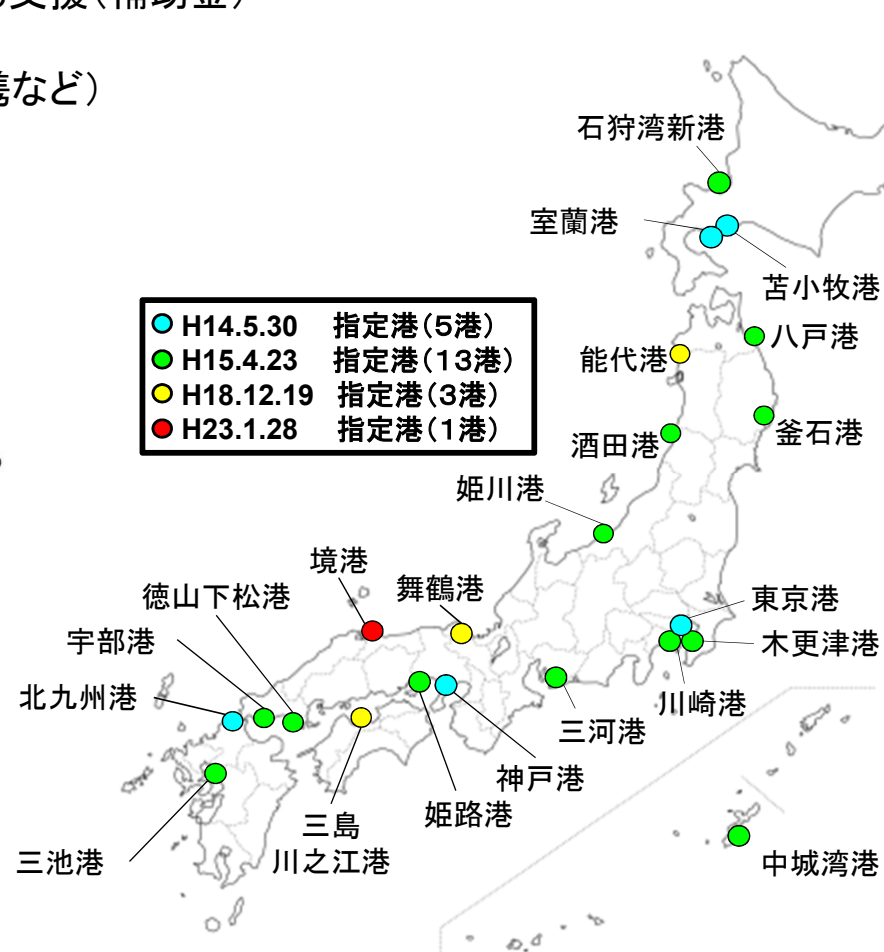 支援（補助金）
など）
石狩湾新港
室蘭港
苫小牧港
H14.5.30 指定港（５港）
H15.4.23 指定港（１３港）
H18.12.19 指定港（３港）
H23.1.28 指定港（１港）
八戸港
能代港
釜石港
酒田港
姫川港
境港
舞鶴港
徳山下松港
東京港
宇部港
木更津港
北九州港
川崎港
三河港
神戸港
姫路港
三島
川之江港
三池港
中城湾港